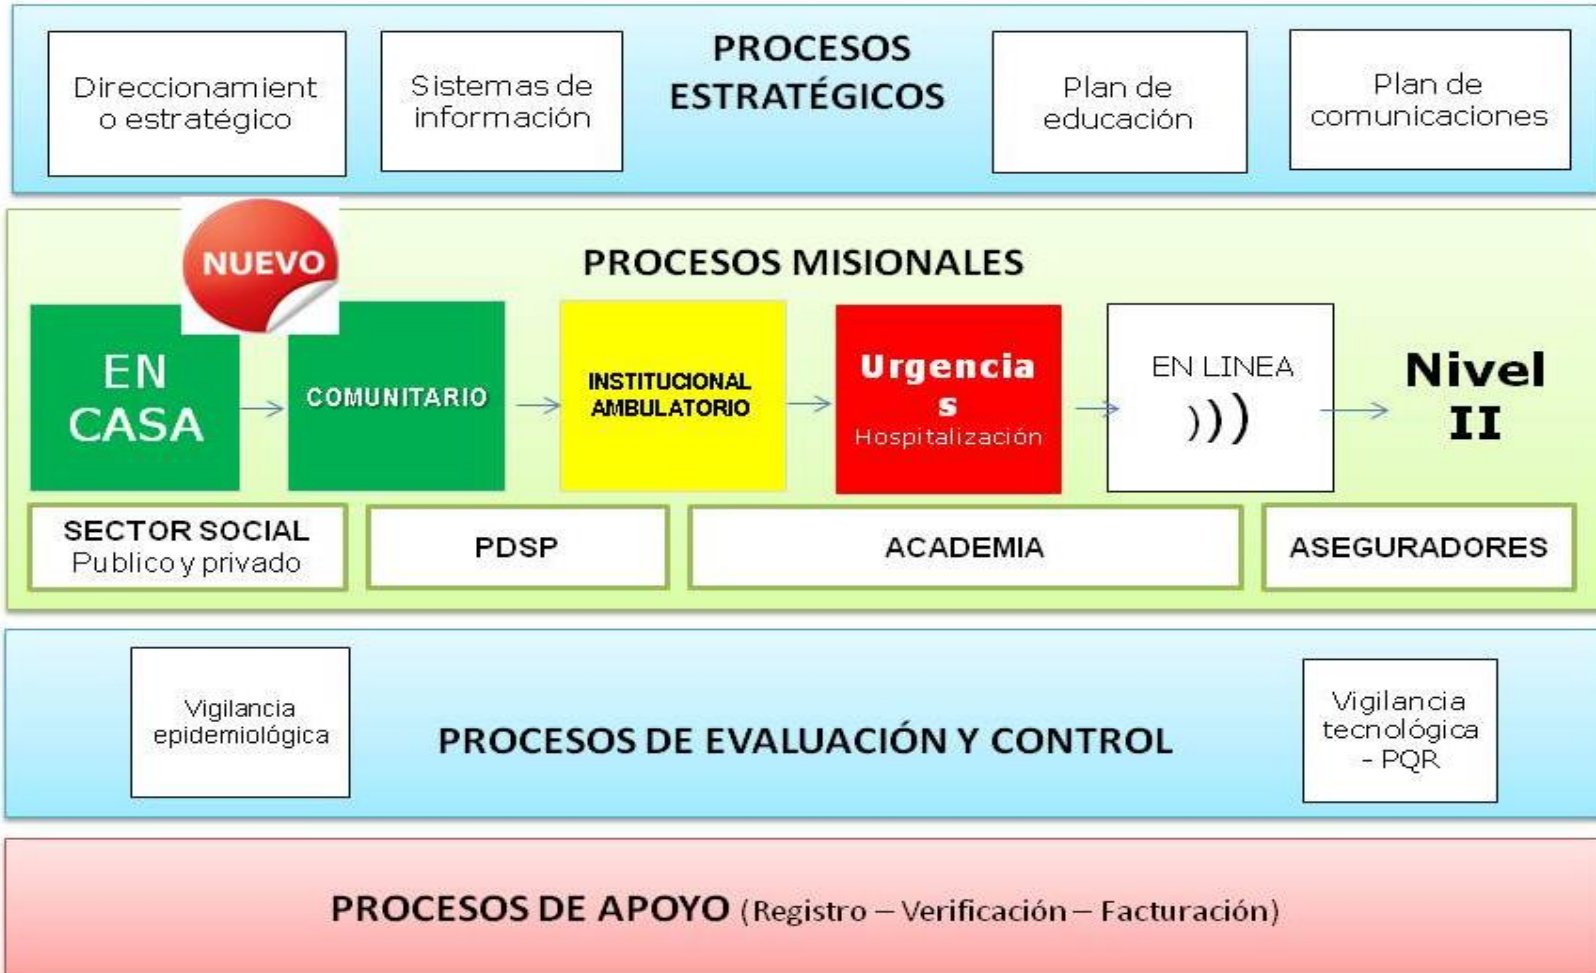 PROCESOS
ESTRATÉGICOS
Direccionamient
o estratégico
Sistemas de
información
Plan de
educación
Plan de
comunicaciones
NUEVO
PROCESOS MISIONALES
EN
CASA
COMUNITARIO
INSTITUCIONAL
AMBULATORIO
Urgencia
s
Hospitalización
EN LINEA
)))
Nivel
II
SECTOR SOCIAL
Publico y privado
PDSP
ACADEMIA
ASEGURADORES
Vigilancia
epidemiológica
PROCESOS DE EVALUACIÓN Y CONTROL
Vigilancia
tecnológica
- PQR
PROCESOS DE APOYO (Registro – Verificación – Facturación)